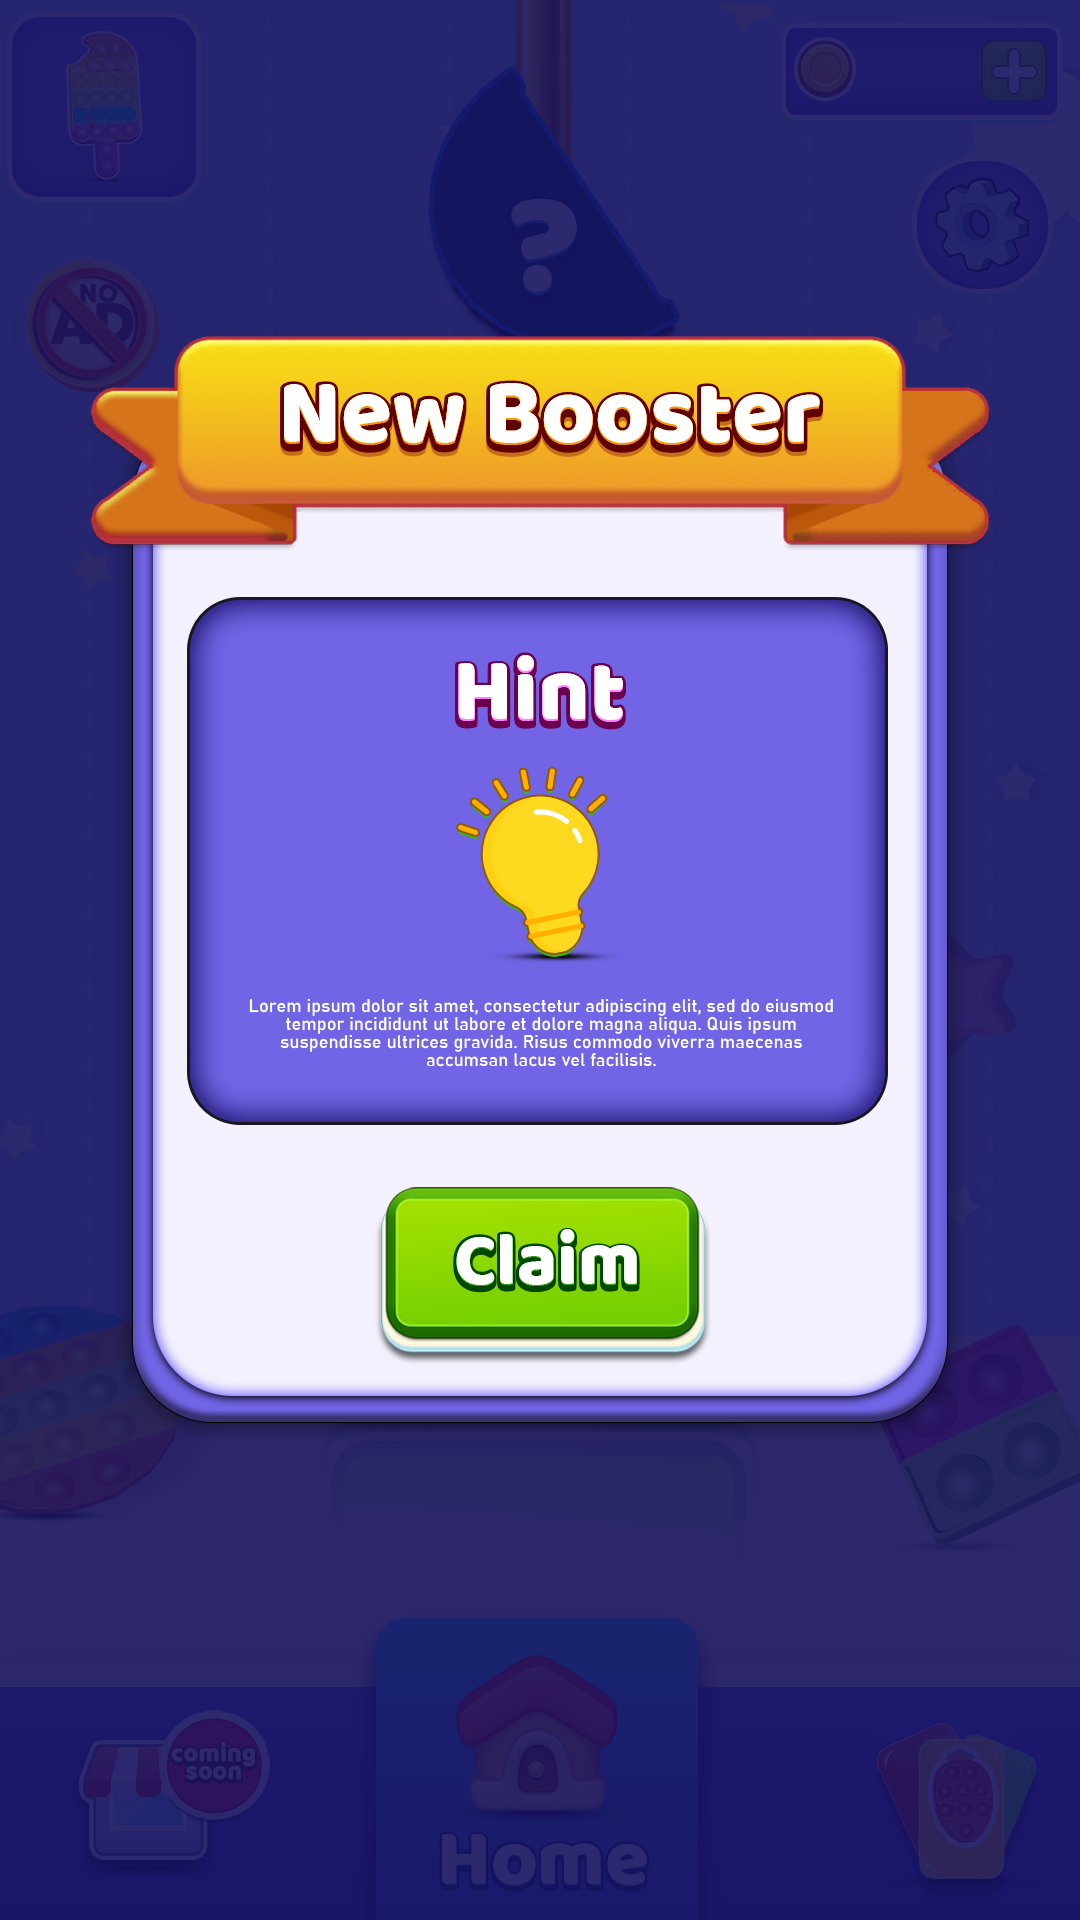 ?
NO
AD
New Booster
Hint
Lorem ipsum dolor sit amet, consectetur adipiscing elit, sed do eiusmod
tempor incididunt ut labore et dolore magna aliqua. Quis ipsum
suspendisse ultrices gravida. Risus commodo viverra maecenas
accumsan lacus vel facilisis.
Claim
coming
soon
Home